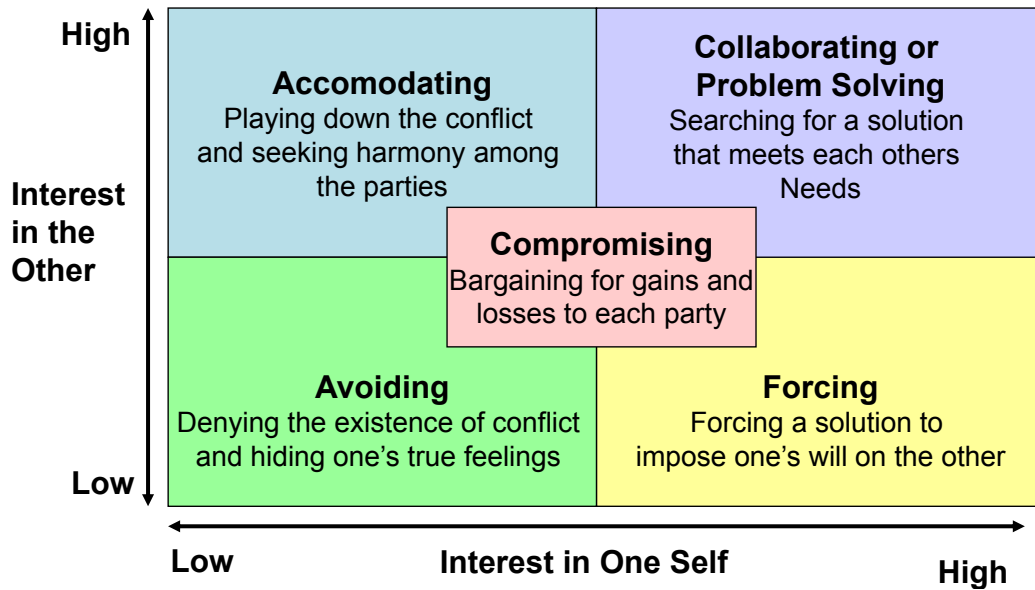 High
Accomodating
Playing down the conflict
and seeking harmony among
the parties
Collaborating or
Problem Solving
Searching for a solution
that meets each others
Needs
Interest
in the
Other
Compromising
Bargaining for gains and
losses to each party
Avoiding
Denying the existence of conflict
and hiding one’s true feelings
Forcing
Forcing a solution to
impose one’s will on the other
Low
Low
Interest in One Self
High